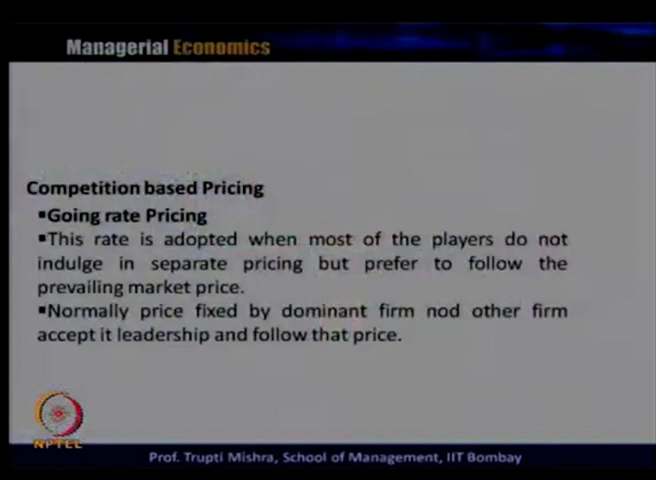 Managerial Economics
Competition based Pricing
▪Going rate Pricing
▪This rate is adopted when most of the players do not
indulge in separate pricing but prefer to follow the
prevailing market price.
▪Normally price fixed by dominant firm nod other firm
accept it leadership and follow that price.
NPTEL
Prof. Trupti Mishra, School of Management, IIT Bombay